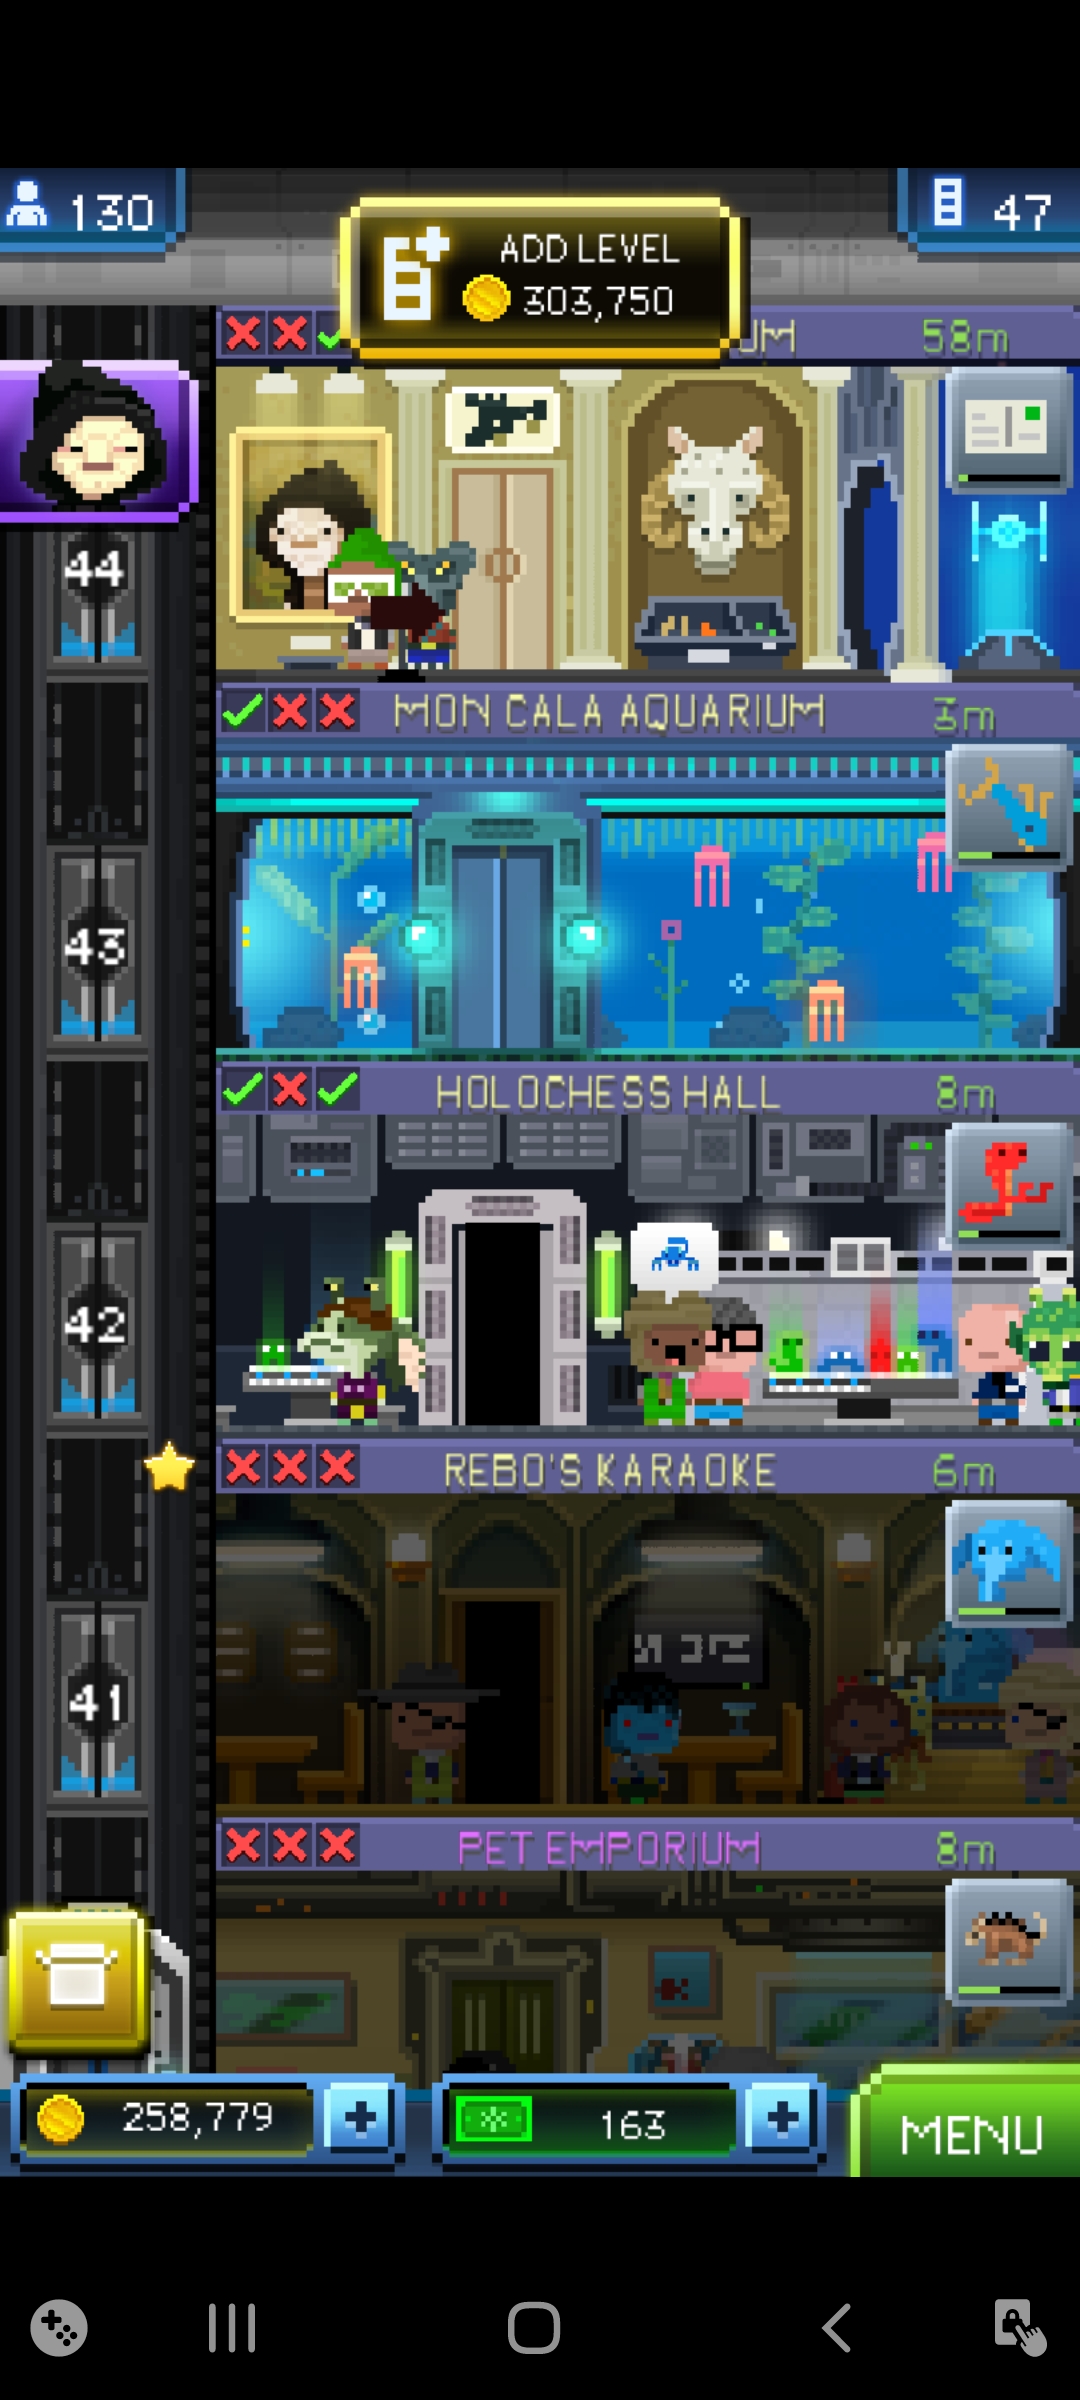 130
47
ADD LEVEL
303,750
UM
58m
44
MON CALA AQUARIUM
3m
43
HOLOCHESS HALL
8m
42
REBO'S KARAOKE
6m
41
PET EMPORIUM
8m
258,779
163
MENU